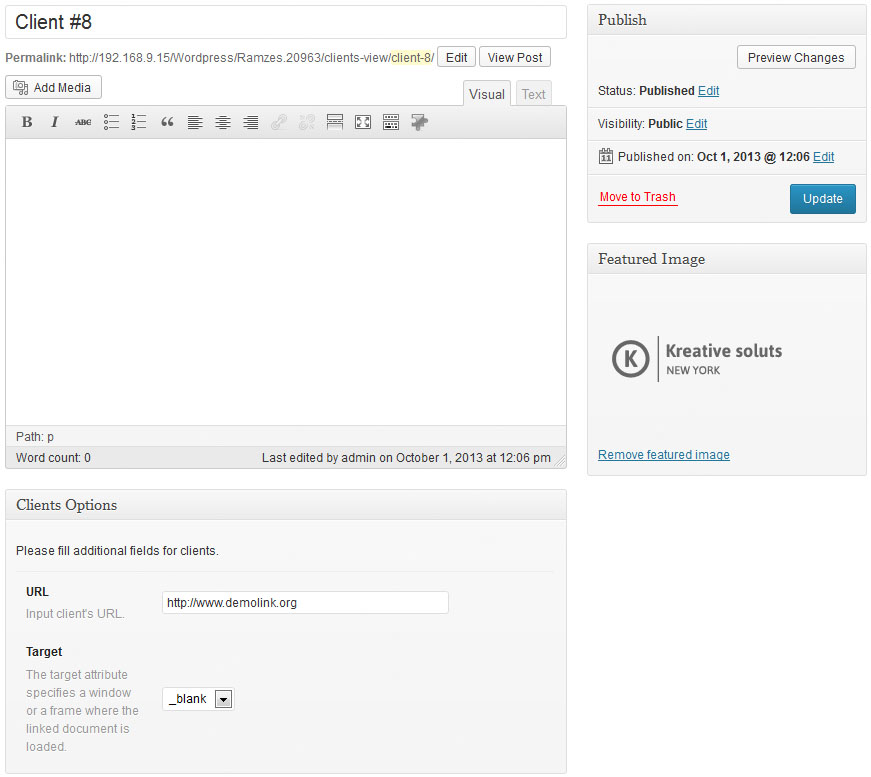 Client #8
Permalink: http://192.168.9.15/Wordpress/Ramzes.20963/clients-view/client-8/ Edit View Post
Add Media
Visual Text
B I ABC
Path: p
Word count: 0 Last edited by admin on October 1, 2013 at 12:06 pm
Clients Options
Please fill additional fields for clients.
URL
Input client's URL.
http://www.demolink.org
Target
The target attribute
specifies a window
or a frame where the
linked document is
loaded.
_blank
Publish
Preview Changes
Status: Published Edit
Visibility: Public Edit
11 Published on: Oct 1, 2013 @ 12:06 Edit
Move to Trash Update
Featured Image
K Kreative soluts
NEW YORK
Remove featured image